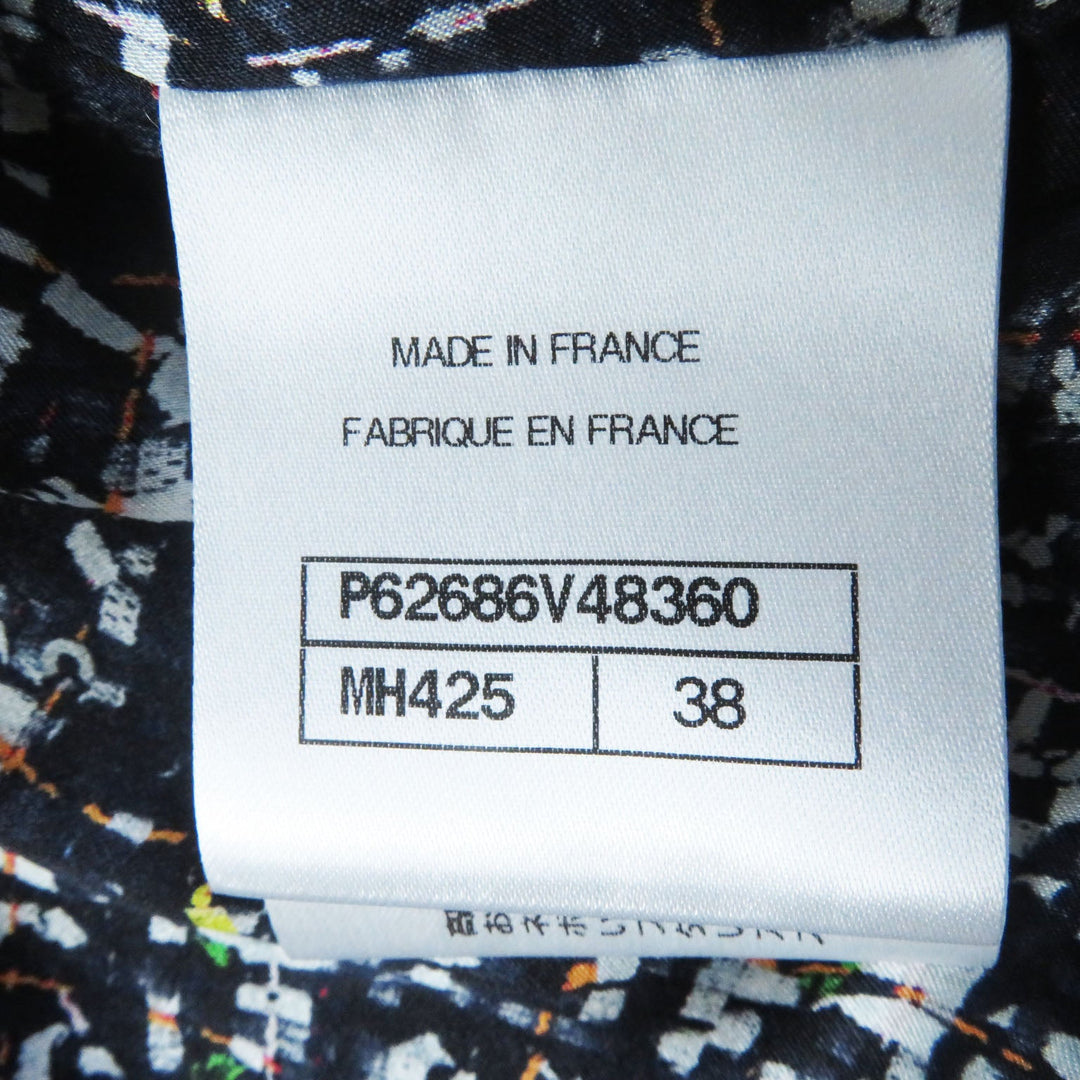 MADE IN FRANCE
FABRIQUE EN FRANCE
P62686V48360
MH425 38